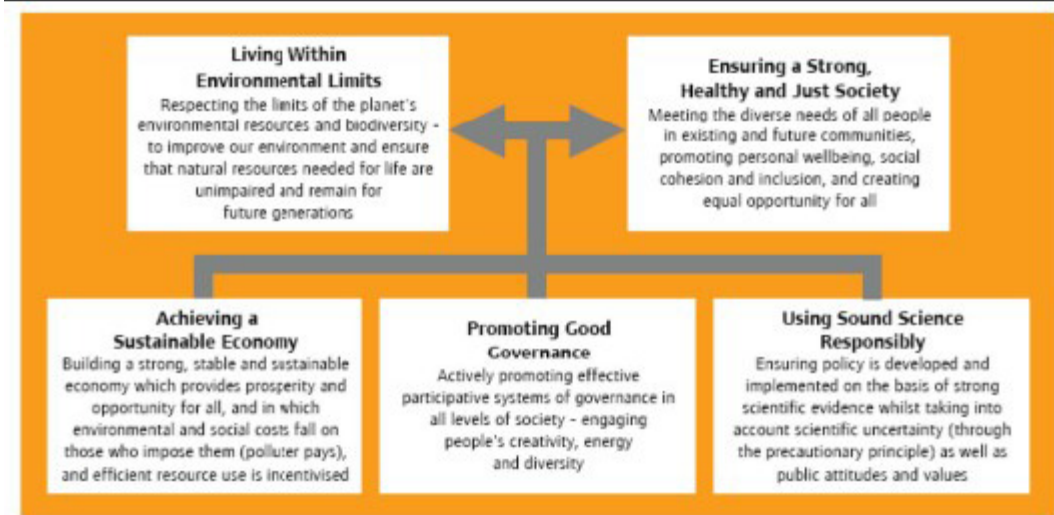 Living Within
Environmental Limits
Respecting the limits of the planet's
environmental resources and biodiversity -
to improve our environment and ensure
that natural resources needed for life are
unimpaired and remain for
future generations
Ensuring a Strong,
Healthy and Just Society
Meeting the diverse needs of all people
in existing and future communities,
promoting personal wellbeing, social
cohesion and inclusion, and creating
equal opportunity for all
Achieving a
Sustainable Economy
Building a strong, stable and sustainable
economy which provides prosperity and
opportunity for all, and in which
environmental and social costs fall on
those who impose them (polluter pays),
and efficient resource use is incentivised
Promoting Good
Governance
Actively promoting effective
participative systems of governance in
all levels of society - engaging
people's creativity, energy
and diversity
Using Sound Science
Responsibly
Ensuring policy is developed and
implemented on the basis of strong
scientific evidence whilst taking into
account scientific uncertainty (through
the precautionary principle) as well as
public attitudes and values